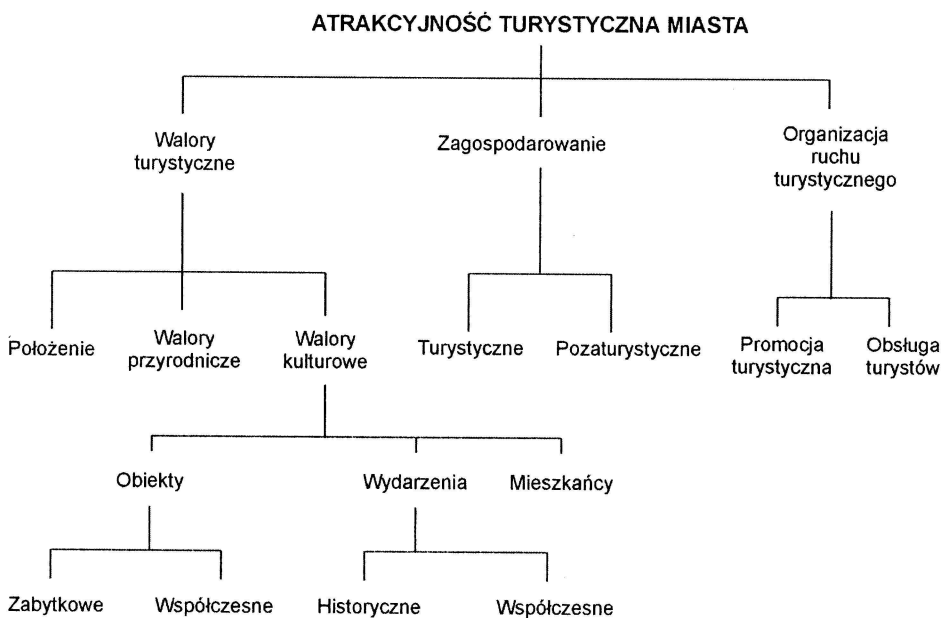 ATRAKCYJNOŚĆ TURYSTYCZNA MIASTA
Walory
turystyczne
Zagospodarowanie
Organizacja
ruchu
turystycznego
Położenie
Walory
przyrodnicze
Walory
kulturowe
Turystyczne
Pozaturystyczne
Promocja
turystyczna
Obsługa
turystów
Obiekty
Wydarzenia
Mieszkańcy
Zabytkowe
Współczesne
Historyczne
Współczesne